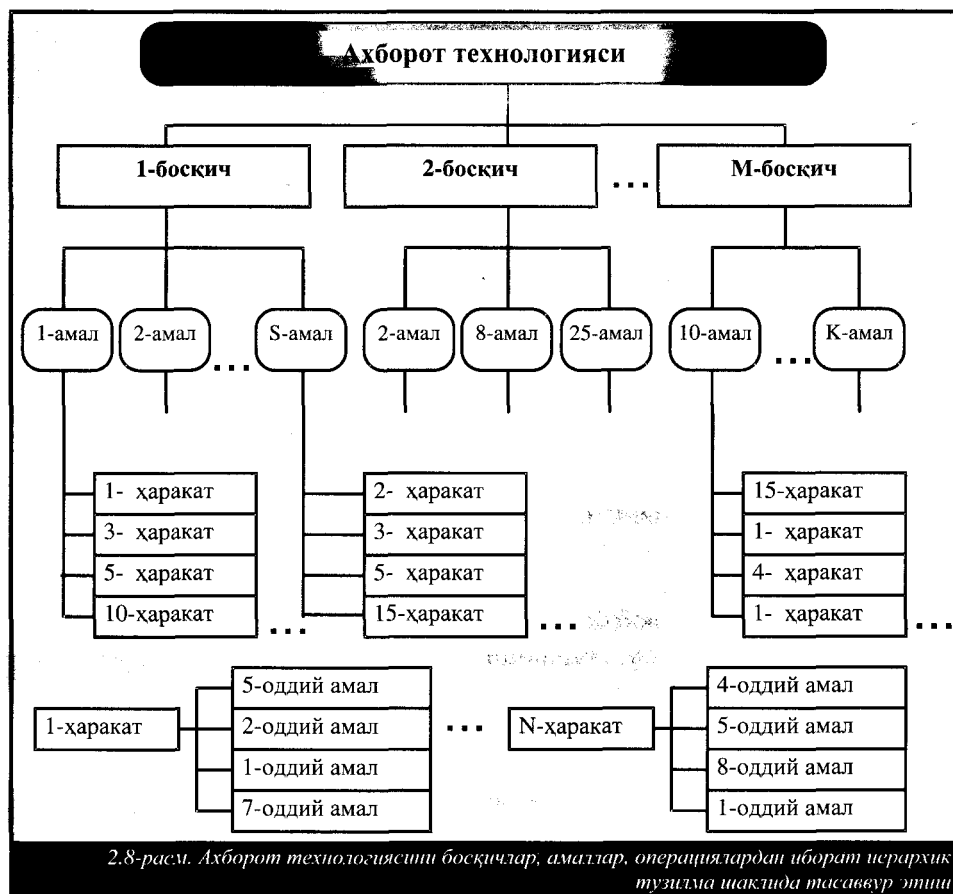 Ахборот технологияси
1-босқич 2-босқич ... М-босқич
1-амал 2-амал ... S-амал 2-амал 8-амал 25-амал 10-амал ... K-амал
1- ҳаракат 2- ҳаракат 15-ҳаракат
3- ҳаракат 3- ҳаракат 1- ҳаракат
5- ҳаракат 5- ҳаракат 4- ҳаракат
10-ҳаракат ... 15-ҳаракат ... 1- ҳаракат ...
5-оддий амал 4-оддий амал
1-ҳаракат 2-оддий амал ... N-ҳаракат 5-оддий амал
1-оддий амал 8-оддий амал
7-оддий амал 1-оддий амал
2.8-расм. Ахборот технологиясини босқичлар, амаллар, операциялардан иборат иерархик
тузилма шаклида тасаввур этиш